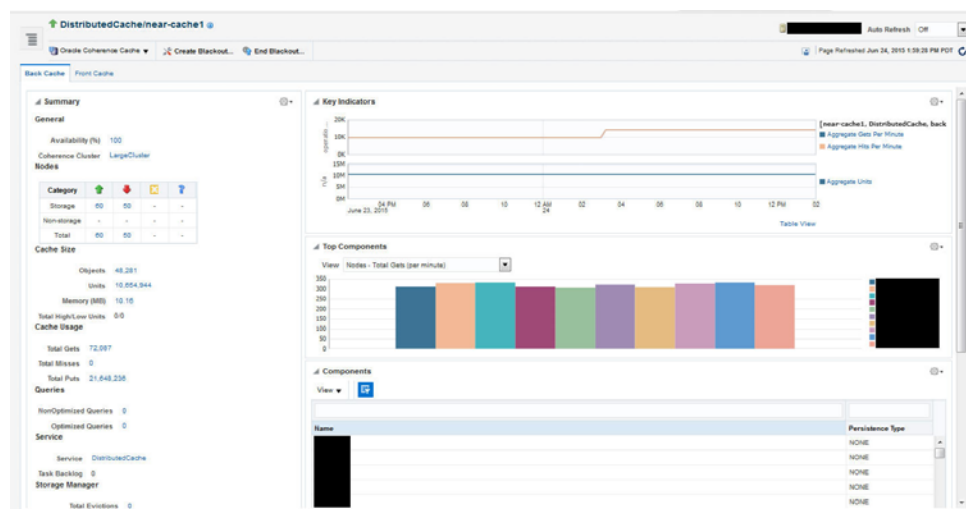 DistributedCache/near-cache1
Auto Refresh Off
Oracle Coherence Cache Create Blackout... End Blackout...
Page Refreshed Jun 24, 2015 1:59:28 PM PDT
Back Cache Front Cache
Summary
General
Availability (%) 100
Coherence Cluster LargeCluster
Nodes
Category
Storage 60 50 - -
Non-storage - - - -
Total 60 50 - -
Cache Size
Objects 48,281
Units 10,654,944
Memory (MB) 10.16
Total High/Low Units 0/0
Cache Usage
Total Gets 72,087
Total Misses 0
Total Puts 21,648,236
Queries
NonOptimized Queries 0
Optimized Queries 0
Service
Service DistributedCache
Task Backlog 0
Storage Manager
Total Evictions 0
Key Indicators
20K
10K
0K
operatio...
[near-cache1, DistributedCache, back
Aggregate Gets Per Minute
Aggregate Hits Per Minute
15M
10M
5M
0M
n/a
Aggregate Units
04 PM 06 08 10 12 AM 02 04 06 08 10 12 PM 02
June 23, 2015 24
Table View
Top Components
View Nodes - Total Gets (per minute)
350
300
250
200
150
100
50
0
Components
View
Name Persistence Type
NONE
NONE
NONE
NONE
NONE